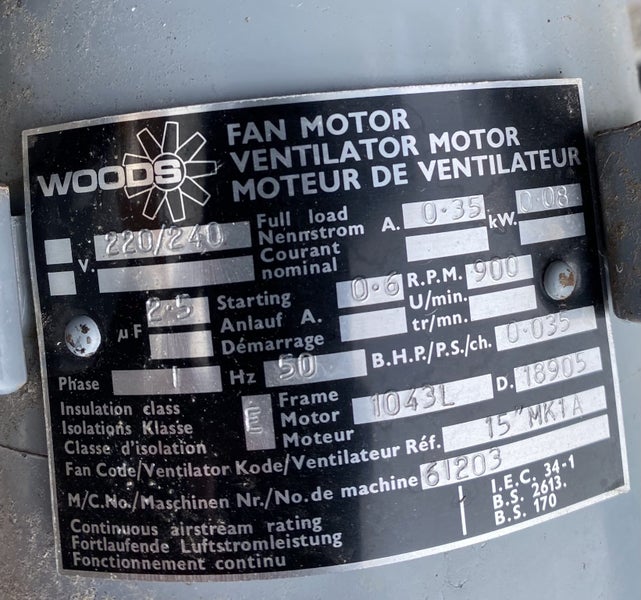 WOODS
FAN MOTOR
VENTILATOR MOTOR
MOTEUR DE VENTILATEUR
V. 220/240
Full load
Nennstrom
Courant
nominal
A. 0·35 kW. 0·08
µF 2·5
Starting
Anlauf A.
Démarrage
0·6
R.P.M. 900
U/min.
tr/mn.
Phase 1 Hz 50 B.H.P./P.S./ch. 0·035
Insulation class
Isolations Klasse
Classe d'isolation
E
Frame
Motor
Moteur
1043L D. 18905
Fan Code/Ventilator Kode/Ventilateur Réf. 15" MK1A
M/C.No./Maschinen Nr./No. de machine 61203
Continuous airstream rating
Fortlaufende Luftstromleistung
Fonctionnement continu
I.E.C. 34-1
B.S. 2613.
B.S. 170